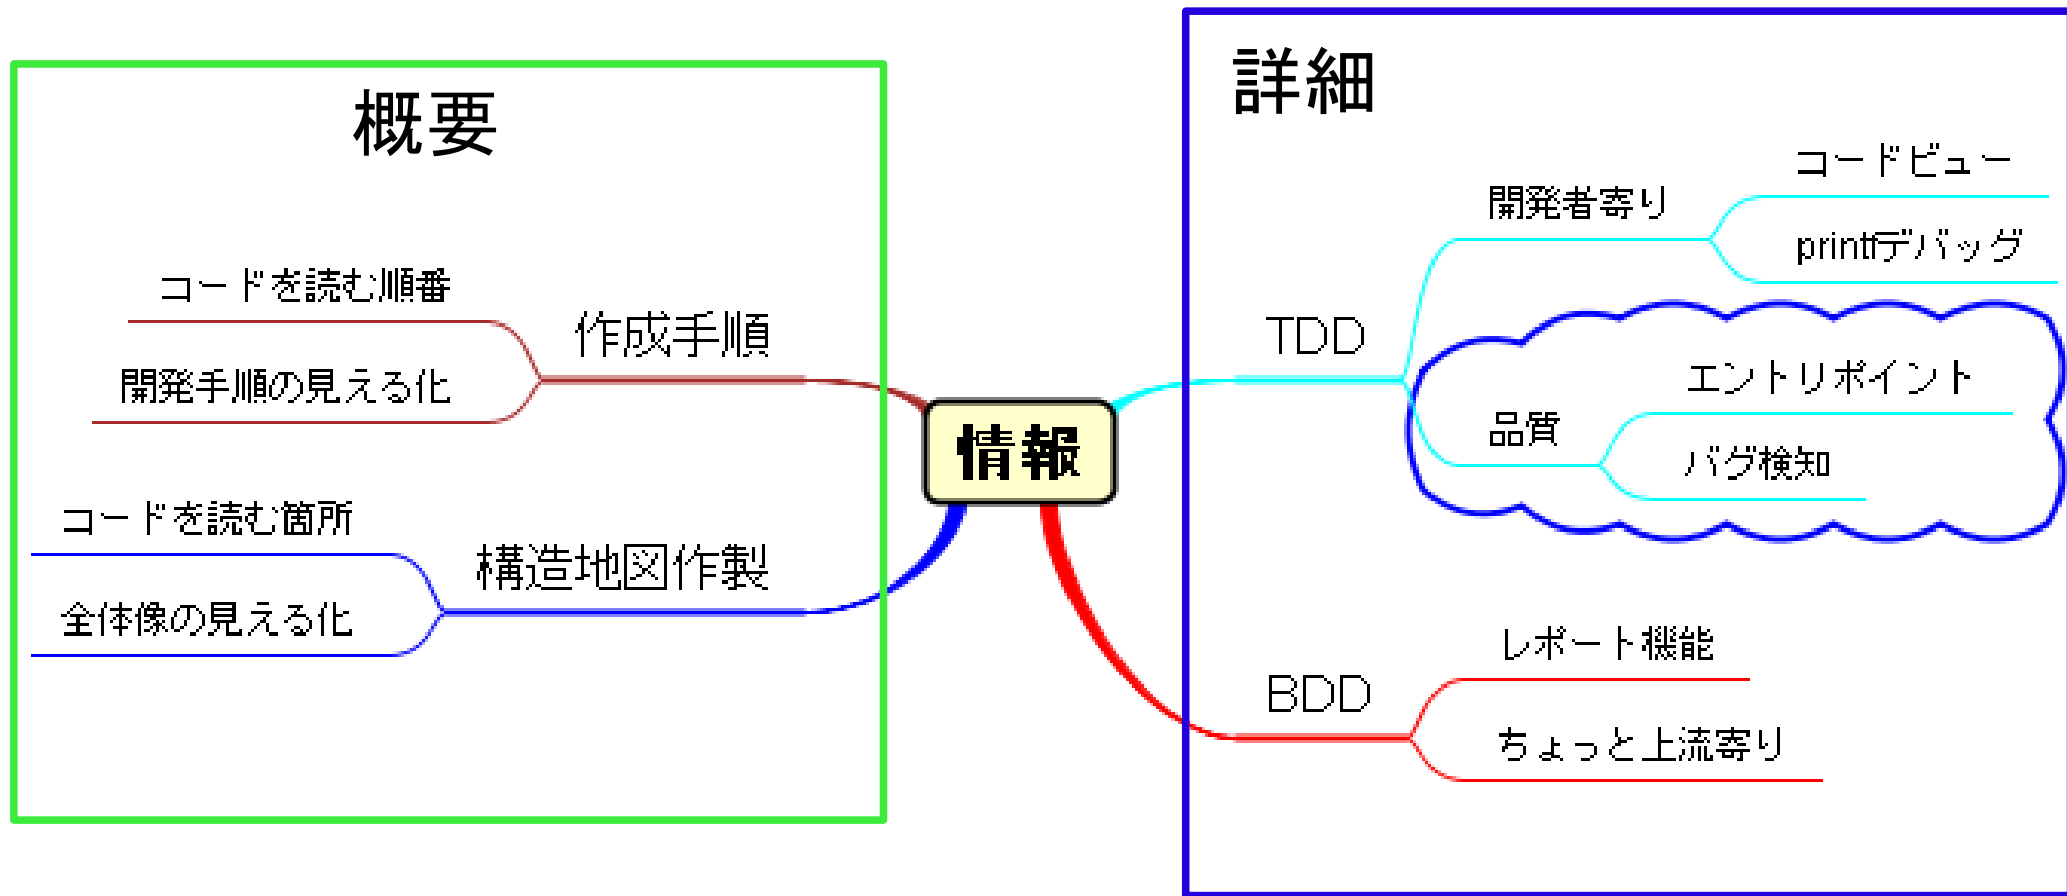 概要
コードを読む順番
作成手順
開発手順の見える化
コードを読む箇所
構造地図作製
全体像の見える化
情報
詳細
コードビュー
開発者寄り
printfデバッグ
TDD
エントリポイント
品質
バグ検知
レポート機能
BDD
ちょっと上流寄り